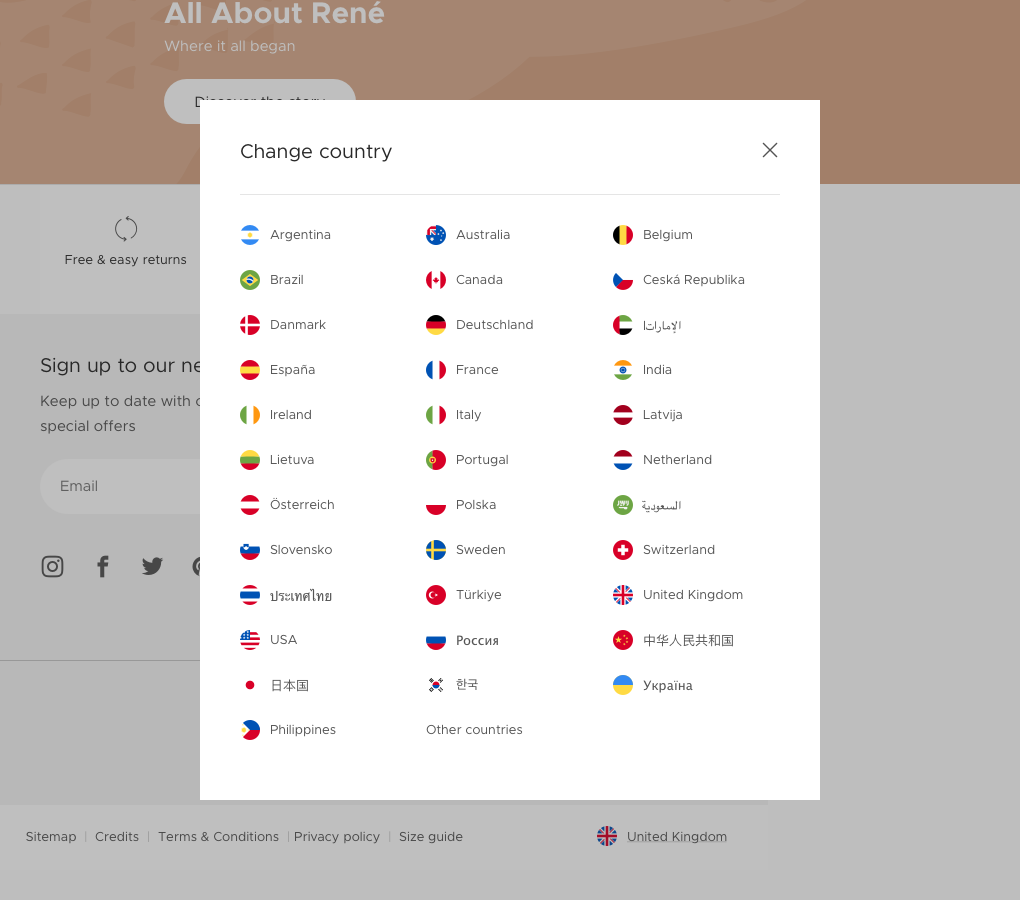 All About René
Where it all began
Change country
Argentina
Australia
Belgium
Free & easy returns
Brazil
Canada
Ceská Republika
Danmark
Deutschland
الإمارات|
Sign up to our
España
France
India
Keep up to date with
special offers
Ireland
Italy
Latvija
Lietuva
Portugal
Netherland
Email
Österreich
Polska
السعودية
Slovensko
Sweden
Switzerland
ประเทศไทย
Türkiye
United Kingdom
USA
Россия
中华人民共和国
日本国
한국
Україна
Philippines
Other countries
Sitemap
Credits
Terms & Conditions
Privacy policy
Size guide
United Kingdom